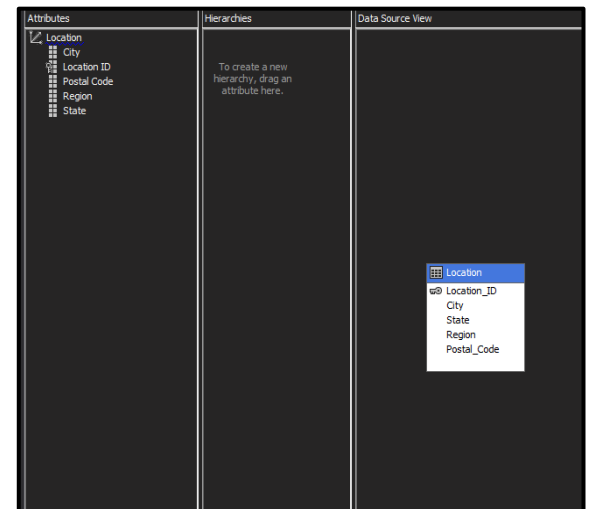 Attributes
Location
City
Location ID
Postal Code
Region
State
Hierarchies
To create a new
hierarchy, drag an
attribute here.
Data Source View
Location
Location_ID
City
State
Region
Postal_Code